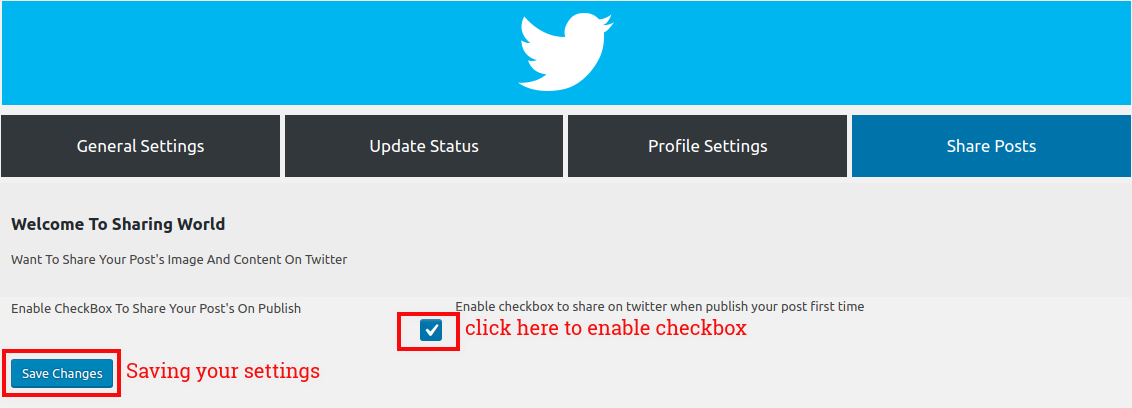 General Settings Update Status Profile Settings Share Posts
Welcome To Sharing World
Want To Share Your Post's Image And Content On Twitter
Enable CheckBox To Share Your Post's On Publish
Enable checkbox to share on twitter when publish your post first time
click here to enable checkbox
Save Changes Saving your settings